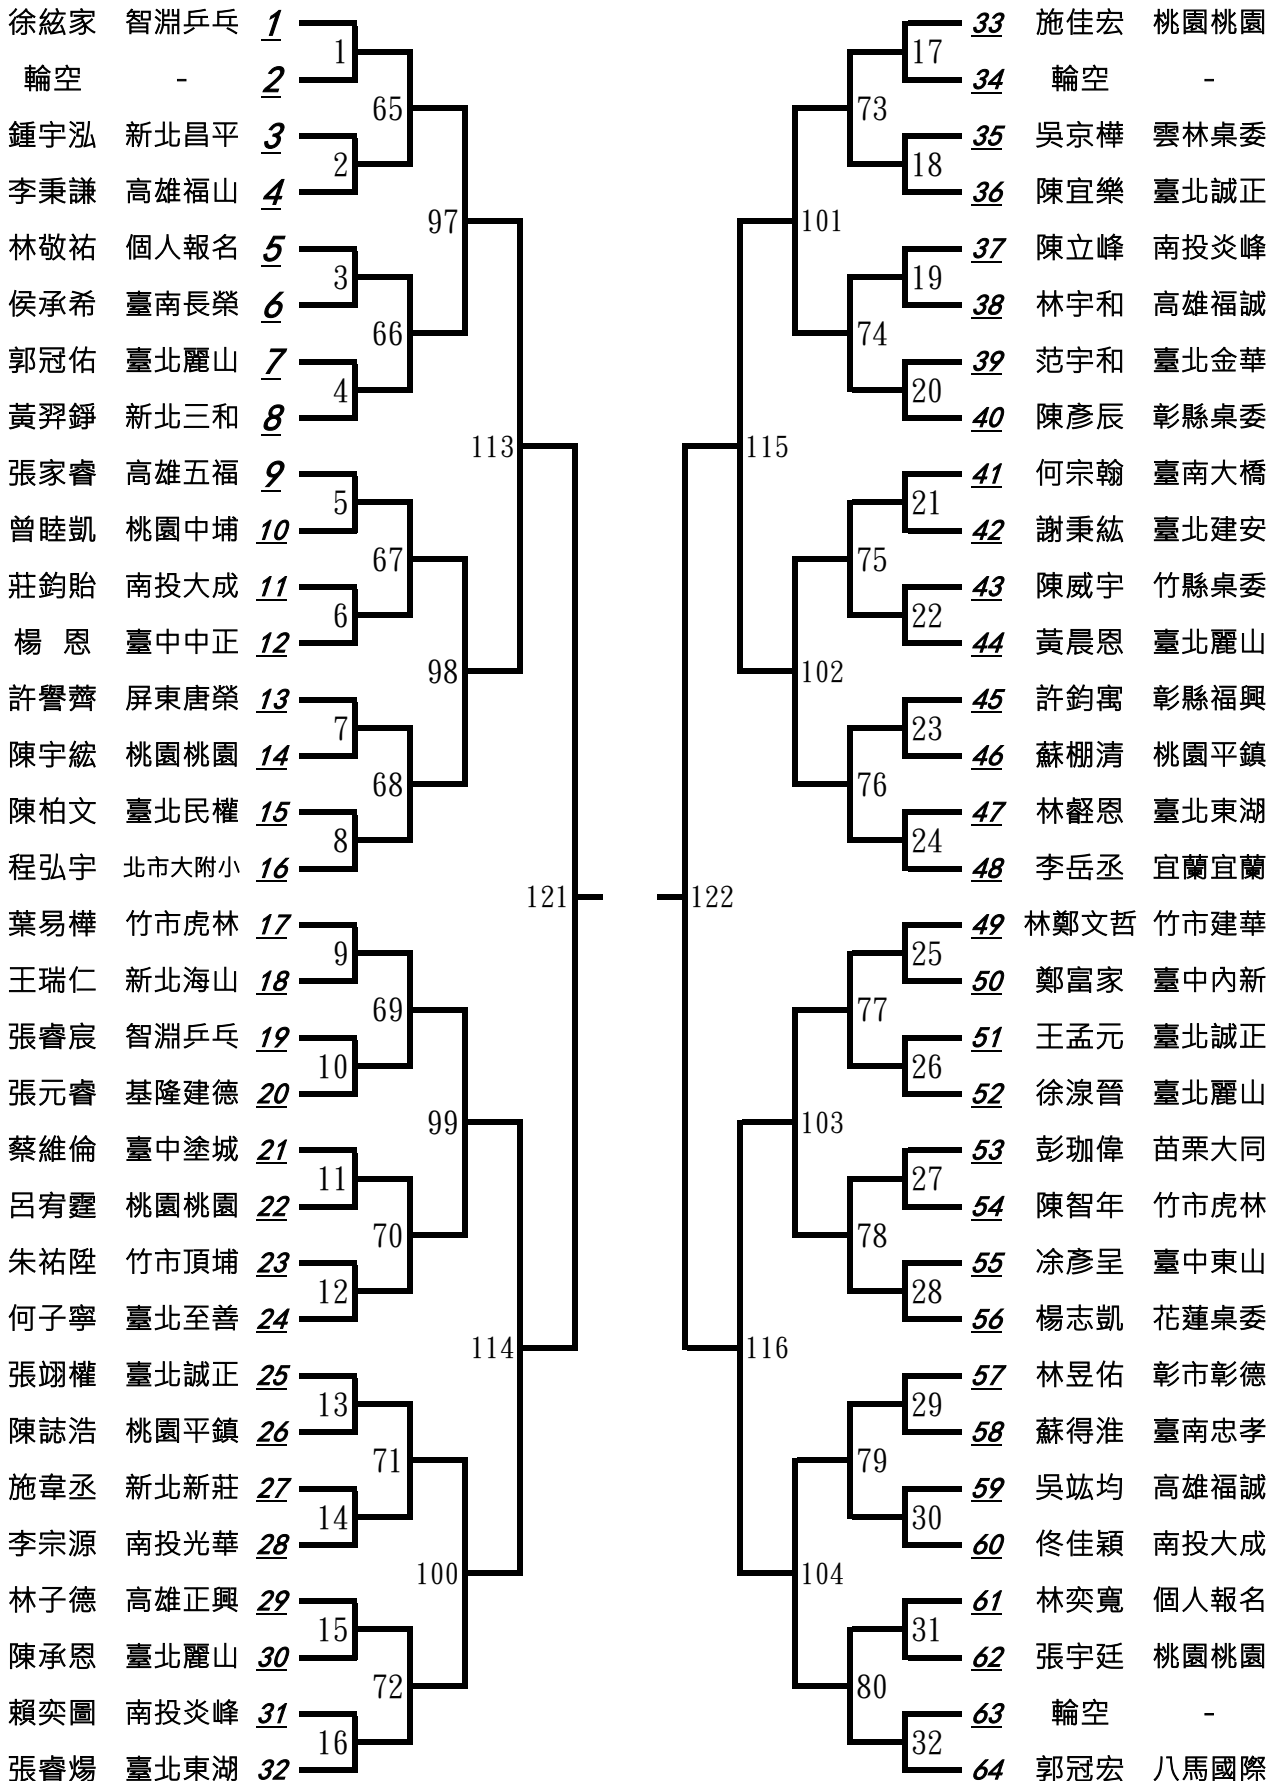 徐絃家 智淵乒乓 1
輪空 - 2
鍾宇泓 新北昌平 3
李秉謙 高雄福山 4
林敬祐 個人報名 5
侯承希 臺南長榮 6
郭冠佑 臺北麗山 7
黃羿錚 新北三和 8
張家睿 高雄五福 9
曾睦凱 桃園中埔 10
莊鈞貽 南投大成 11
楊 恩 臺中中正 12
許譽薺 屏東唐榮 13
陳宇綋 桃園桃園 14
陳柏文 臺北民權 15
程弘宇 北市大附小 16
葉易樺 竹市虎林 17
王瑞仁 新北海山 18
張睿宸 智淵乒乓 19
張元睿 基隆建德 20
蔡維倫 臺中塗城 21
呂宥霆 桃園桃園 22
朱祐陞 竹市頂埔 23
何子寧 臺北至善 24
張翊權 臺北誠正 25
陳誌浩 桃園平鎮 26
施韋丞 新北新莊 27
李宗源 南投光華 28
林子德 高雄正興 29
陳承恩 臺北麗山 30
賴奕圖 南投炎峰 31
張睿煬 臺北東湖 32
1
2
3
4
5
6
7
8
9
10
11
12
13
14
15
16
65
66
67
68
69
70
71
72
97
98
99
100
113
114
121
122
115
116
101
102
103
104
73
74
75
76
77
78
79
80
17
18
19
20
21
22
23
24
25
26
27
28
29
30
31
32
33 施佳宏 桃園桃園
34 輪空 -
35 吳京樺 雲林桌委
36 陳宜樂 臺北誠正
37 陳立峰 南投炎峰
38 林宇和 高雄福誠
39 范宇和 臺北金華
40 陳彥辰 彰縣桌委
41 何宗翰 臺南大橋
42 謝秉紘 臺北建安
43 陳威宇 竹縣桌委
44 黃晨恩 臺北麗山
45 許鈞寓 彰縣福興
46 蘇棚清 桃園平鎮
47 林叡恩 臺北東湖
48 李岳丞 宜蘭宜蘭
49 林鄭文哲 竹市建華
50 鄭富家 臺中內新
51 王孟元 臺北誠正
52 徐湶晉 臺北麗山
53 彭珈偉 苗栗大同
54 陳智年 竹市虎林
55 凃彥呈 臺中東山
56 楊志凱 花蓮桌委
57 林昱佑 彰市彰德
58 蘇得淮 臺南忠孝
59 吳竑均 高雄福誠
60 佟佳穎 南投大成
61 林奕寬 個人報名
62 張宇廷 桃園桃園
63 輪空 -
64 郭冠宏 八馬國際